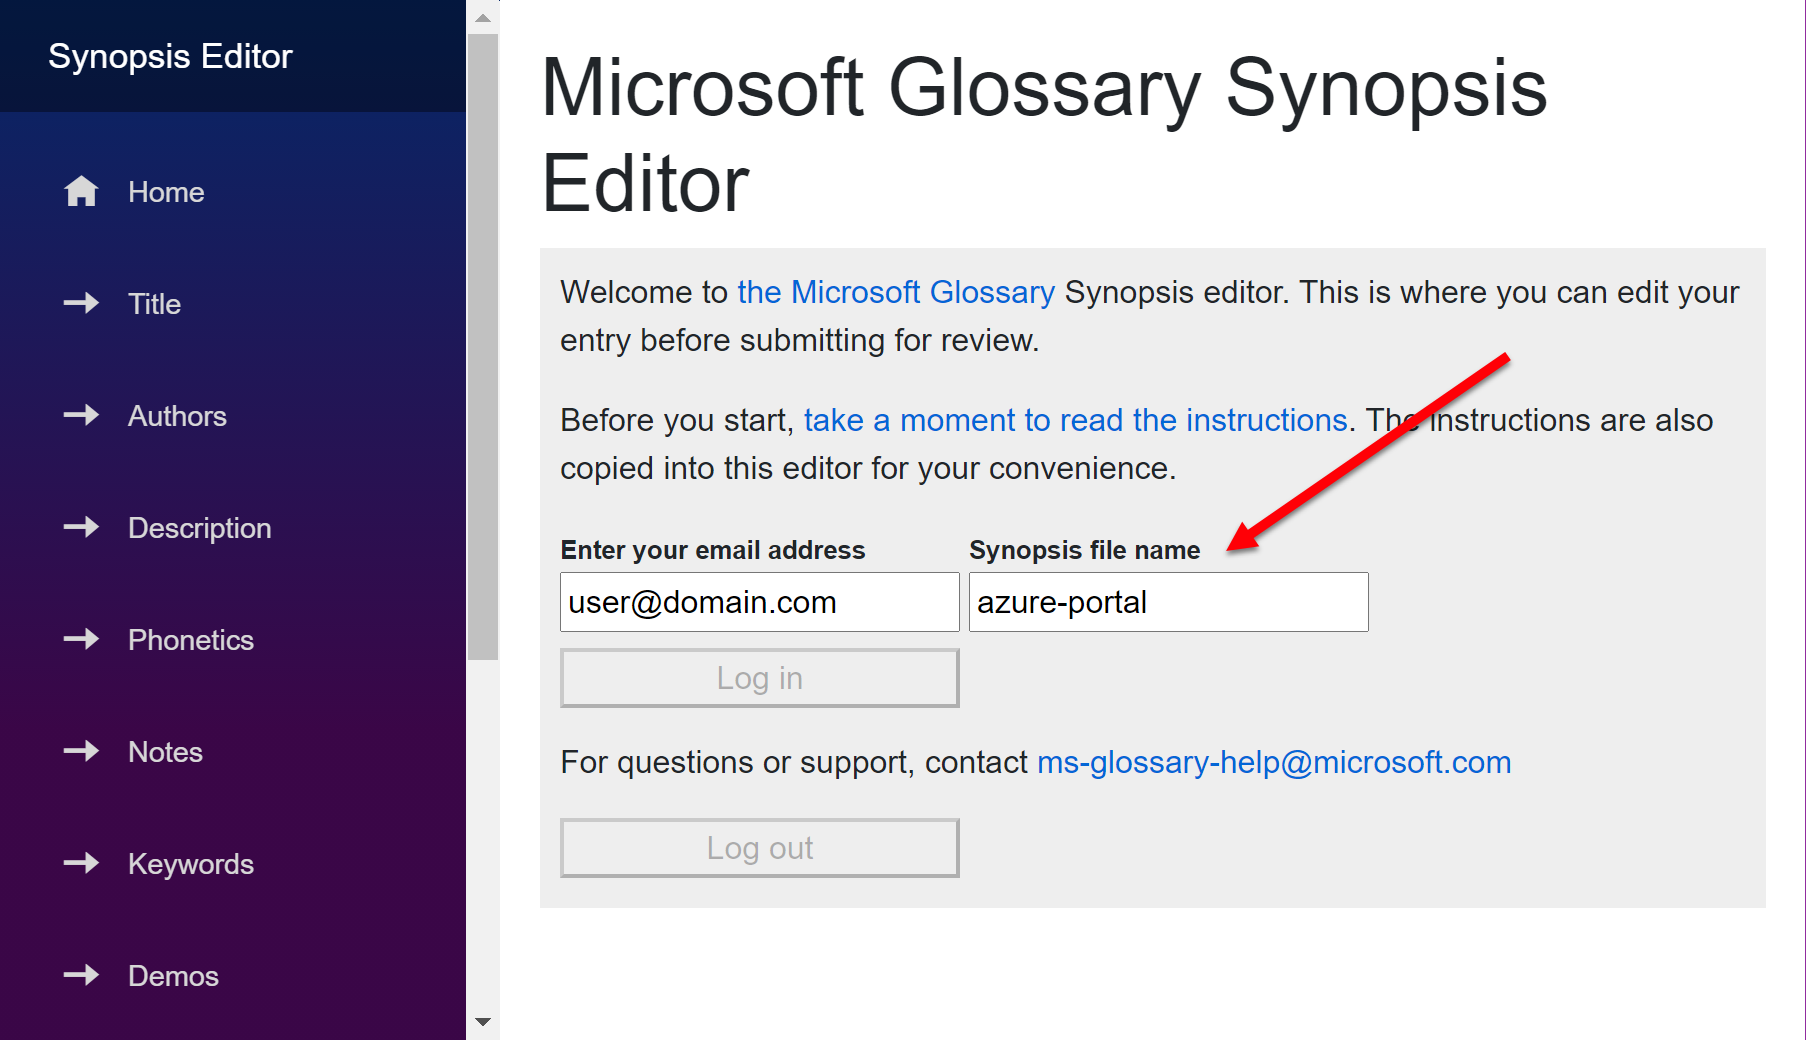 Synopsis Editor
Home
Title
Authors
Description
Phonetics
Notes
Keywords
Demos
Microsoft Glossary Synopsis
Editor
Welcome to the Microsoft Glossary Synopsis editor. This is where you can edit your
entry before submitting for review.
Before you start, take a moment to read the instructions. The instructions are also
copied into this editor for your convenience.
Enter your email address
Synopsis file name
user@domain.com
azure-portal
Log in
For questions or support, contact ms-glossary-help@microsoft.com
Log out